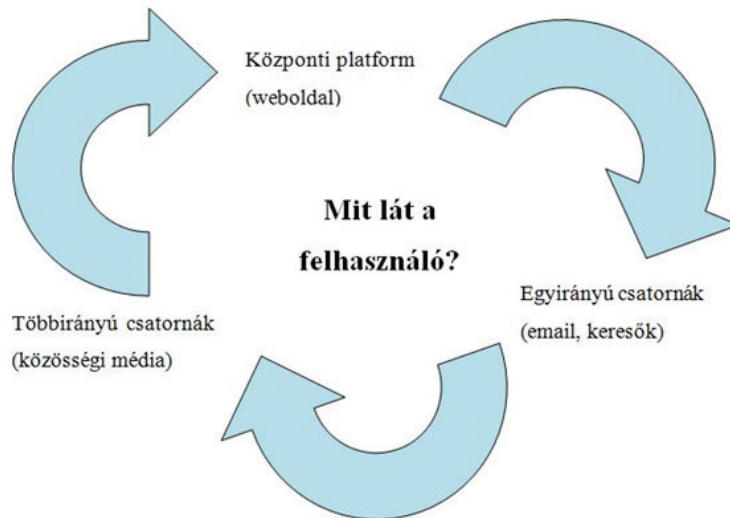 Központi platform
(weboldal)
Mit lát a
felhasználó?
Egyirányú csatornák
(email, keresők)
Többirányú csatornák
(közösségi média)